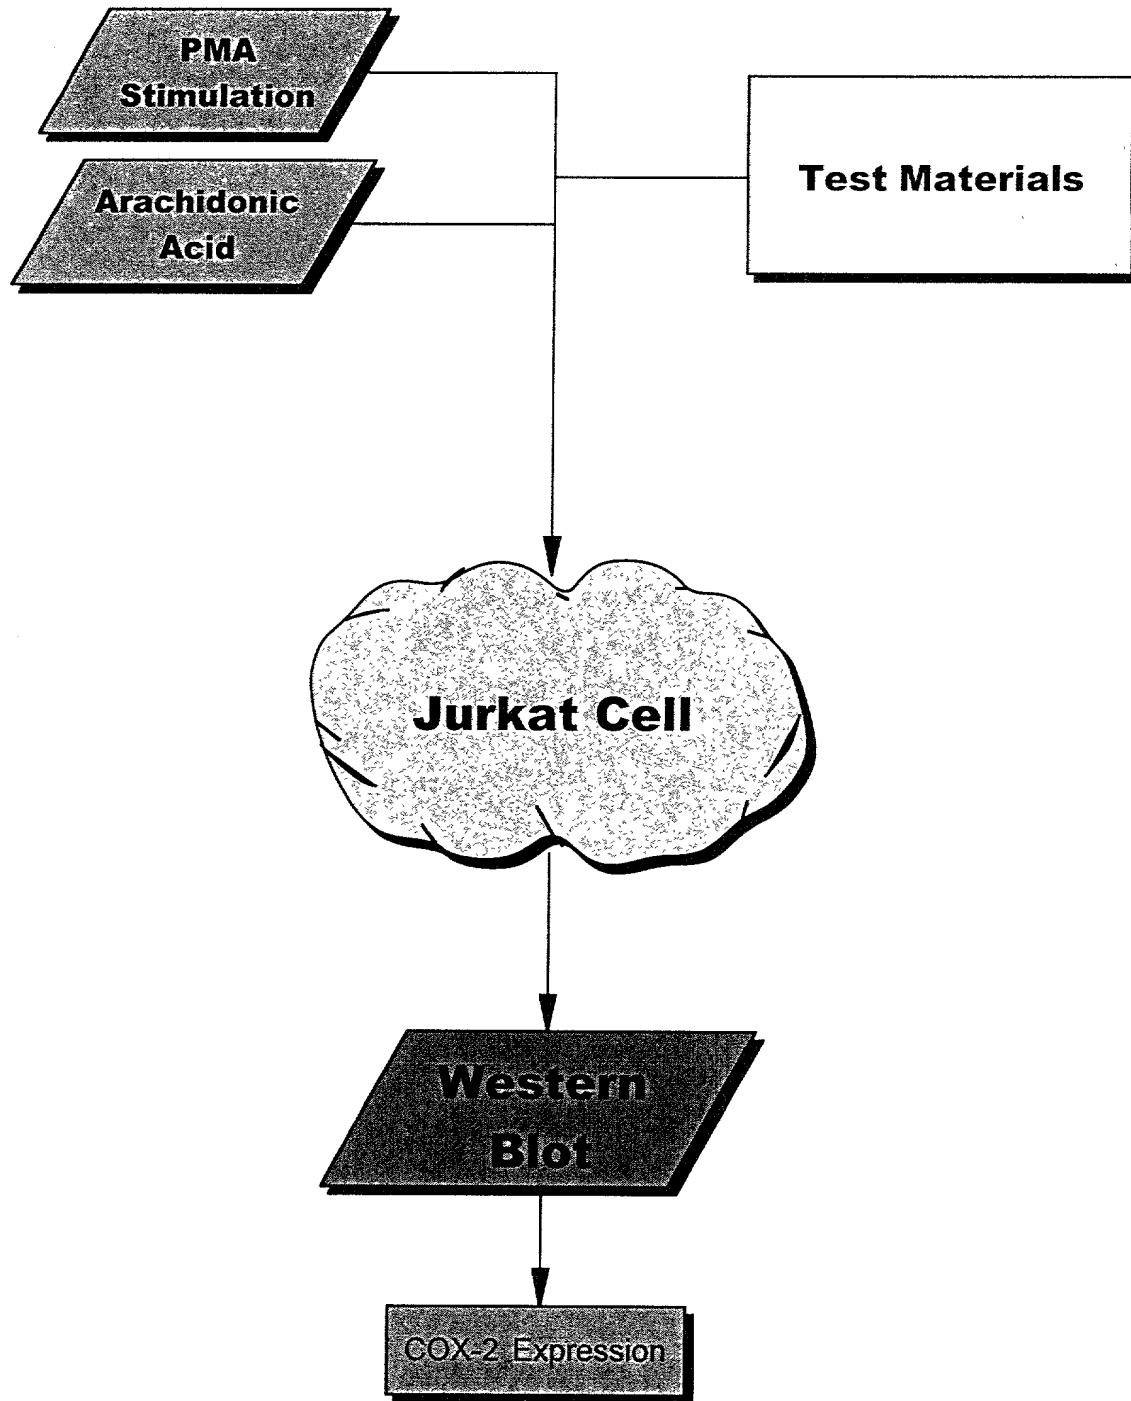 PMA
Stimulation
Arachidonic
Acid
Test Materials
Jurkat Cell
Western
Blot
COX-2 Expression